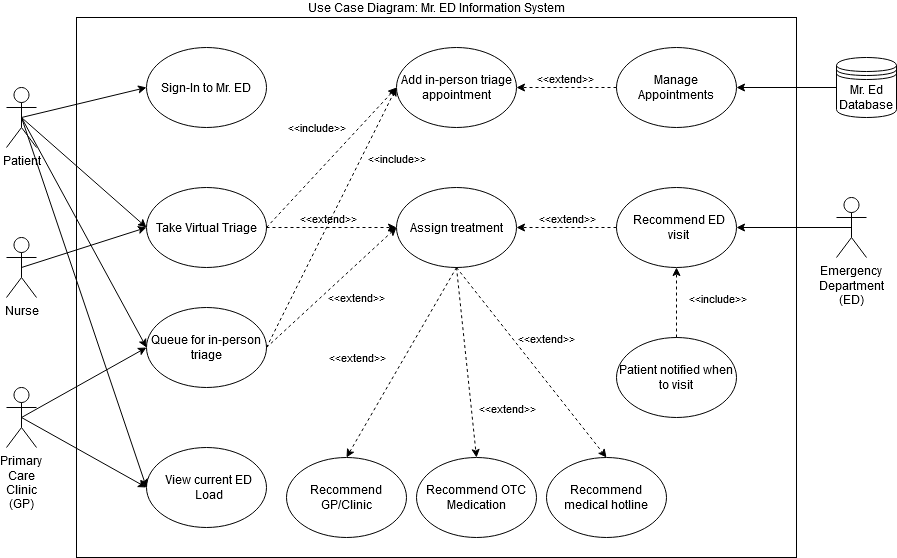 Use Case Diagram: Mr. ED Information System
Sign-In to Mr. ED
Add in-person triage
appointment
<<extend>>
Manage
Appointments
Mr. Ed
Database
Patient
<<include>>
<<include>>
Take Virtual Triage
<<extend>>
Assign treatment
<<extend>>
Recommend ED
visit
Emergency
Department
(ED)
Nurse
<<extend>>
<<include>>
Queue for in-person
triage
<<extend>>
<<extend>>
Patient notified when
to visit
<<extend>>
Primary
Care
Clinic
(GP)
View current ED
Load
Recommend
GP/Clinic
Recommend OTC
Medication
Recommend
medical hotline